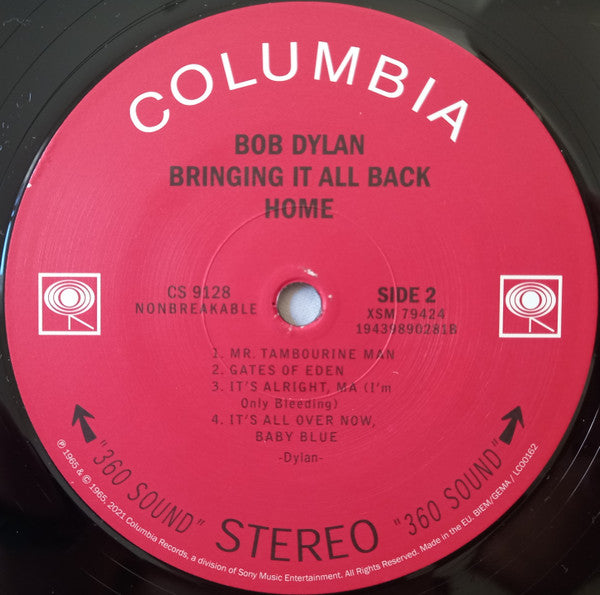 COLUMBIA
BOB DYLAN
BRINGING IT ALL BACK
HOME
CS 9128
NONBREAKABLE
SIDE 2
XSM 79424
19439890281B
1. MR. TAMBOURINE MAN
2. GATES OF EDEN
3. IT'S ALRIGHT, MA (I'm
Only Bleeding)
4. IT'S ALL OVER NOW,
BABY BLUE
-Dylan-
"360 SOUND" STEREO "360 SOUND"
℗ 1965 & © 1965, 2021 Columbia Records, a division of Sony Music Entertainment. All Rights Reserved. Made in the EU. BIEM/GEMA / LC00162